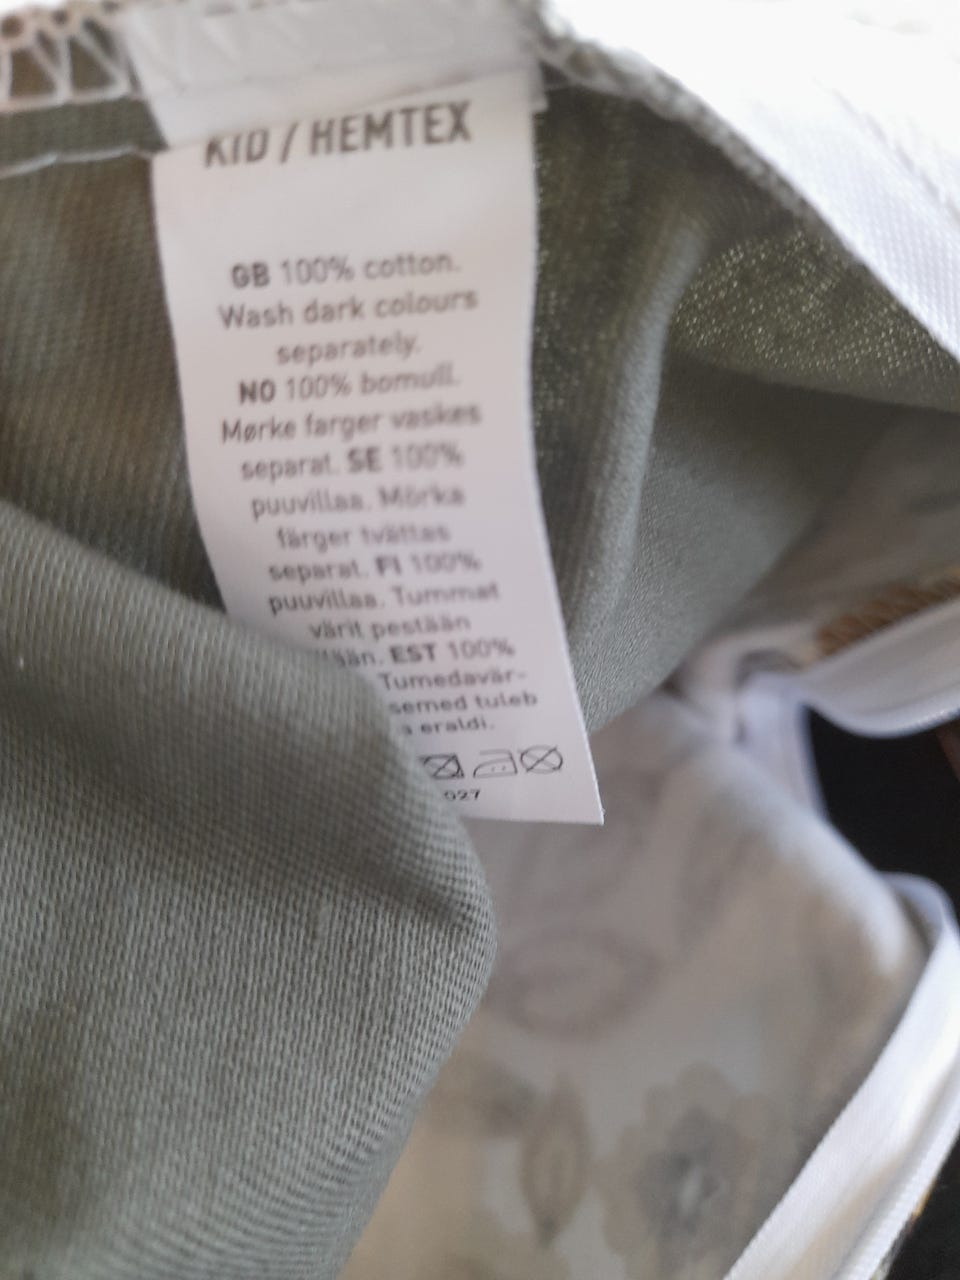 KID / HEMTEX
GB 100% cotton.
Wash dark colours
separately.
NO 100% bomull.
Mørke farger vaskes
separat. SE 100%
puuvillaa. Mörka
färger tvättas
separat. FI 100%
puuvillaa. Tummat
värit pestään
EST 100%
Tumedavär-
semed tuleb
eraldi.
027